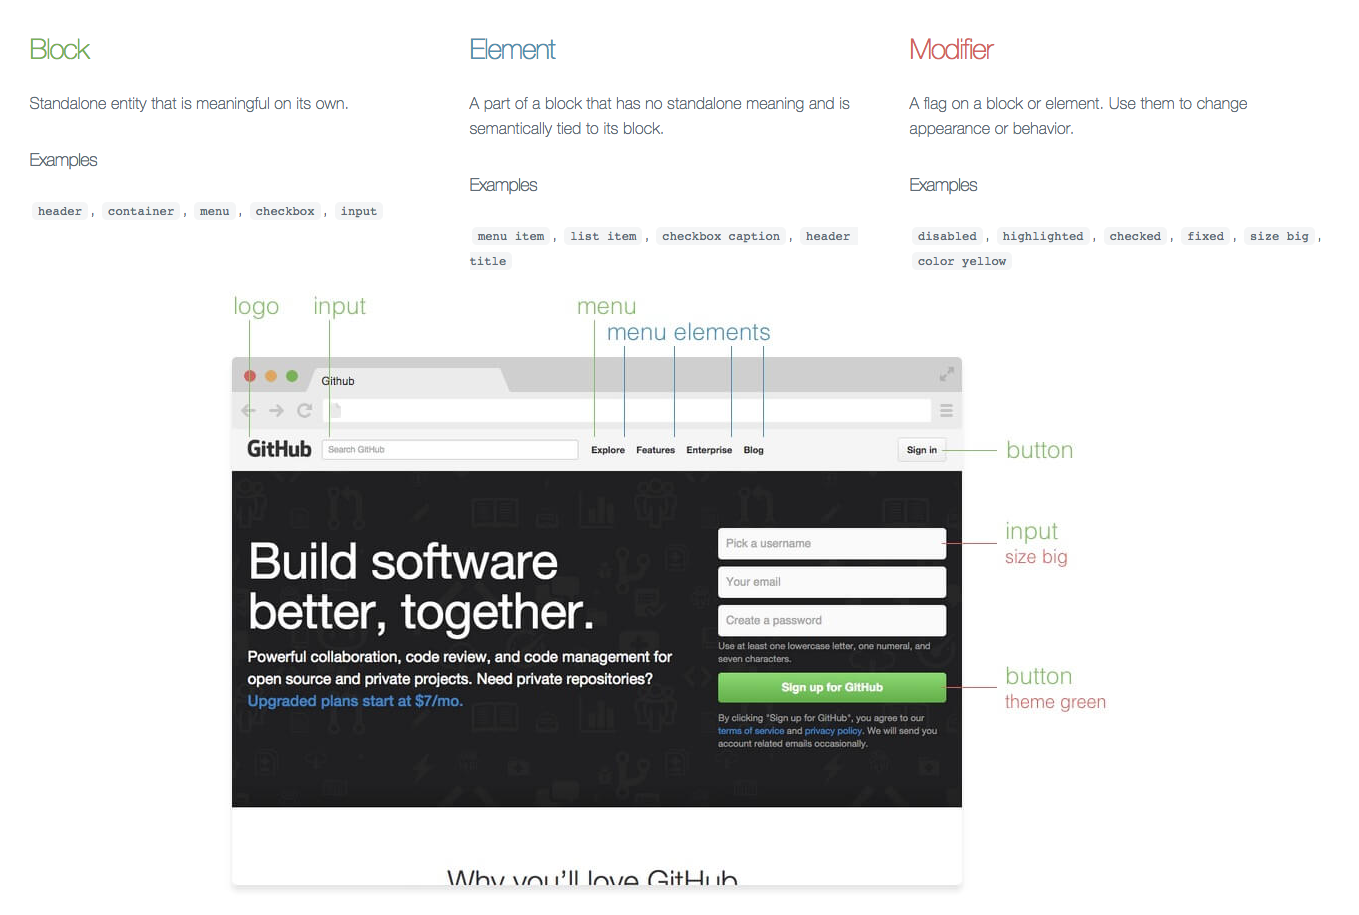 Block
Standalone entity that is meaningful on its own.
Examples
header , container , menu , checkbox , input
Element
A part of a block that has no standalone meaning and is
semantically tied to its block.
Examples
menu item , list item , checkbox caption , header
title
Modifier
A flag on a block or element. Use them to change
appearance or behavior.
Examples
disabled , highlighted , checked , fixed , size big ,
color yellow
logo
input
menu
menu elements
Github
GitHub
Search GitHub
Explore
Features
Enterprise
Blog
Sign in
button
Build software
better, together.
Powerful collaboration, code review, and code management for
open source and private projects. Need private repositories?
Upgraded plans start at $7/mo.
Pick a username
input
size big
Your email
Create a password
Use at least one lowercase letter, one numeral, and
seven characters.
Sign up for GitHub
button
theme green
By clicking "Sign up for GitHub", you agree to our
terms of service and privacy policy. We will send you
account related emails occasionally.
Why you'll love GitHub